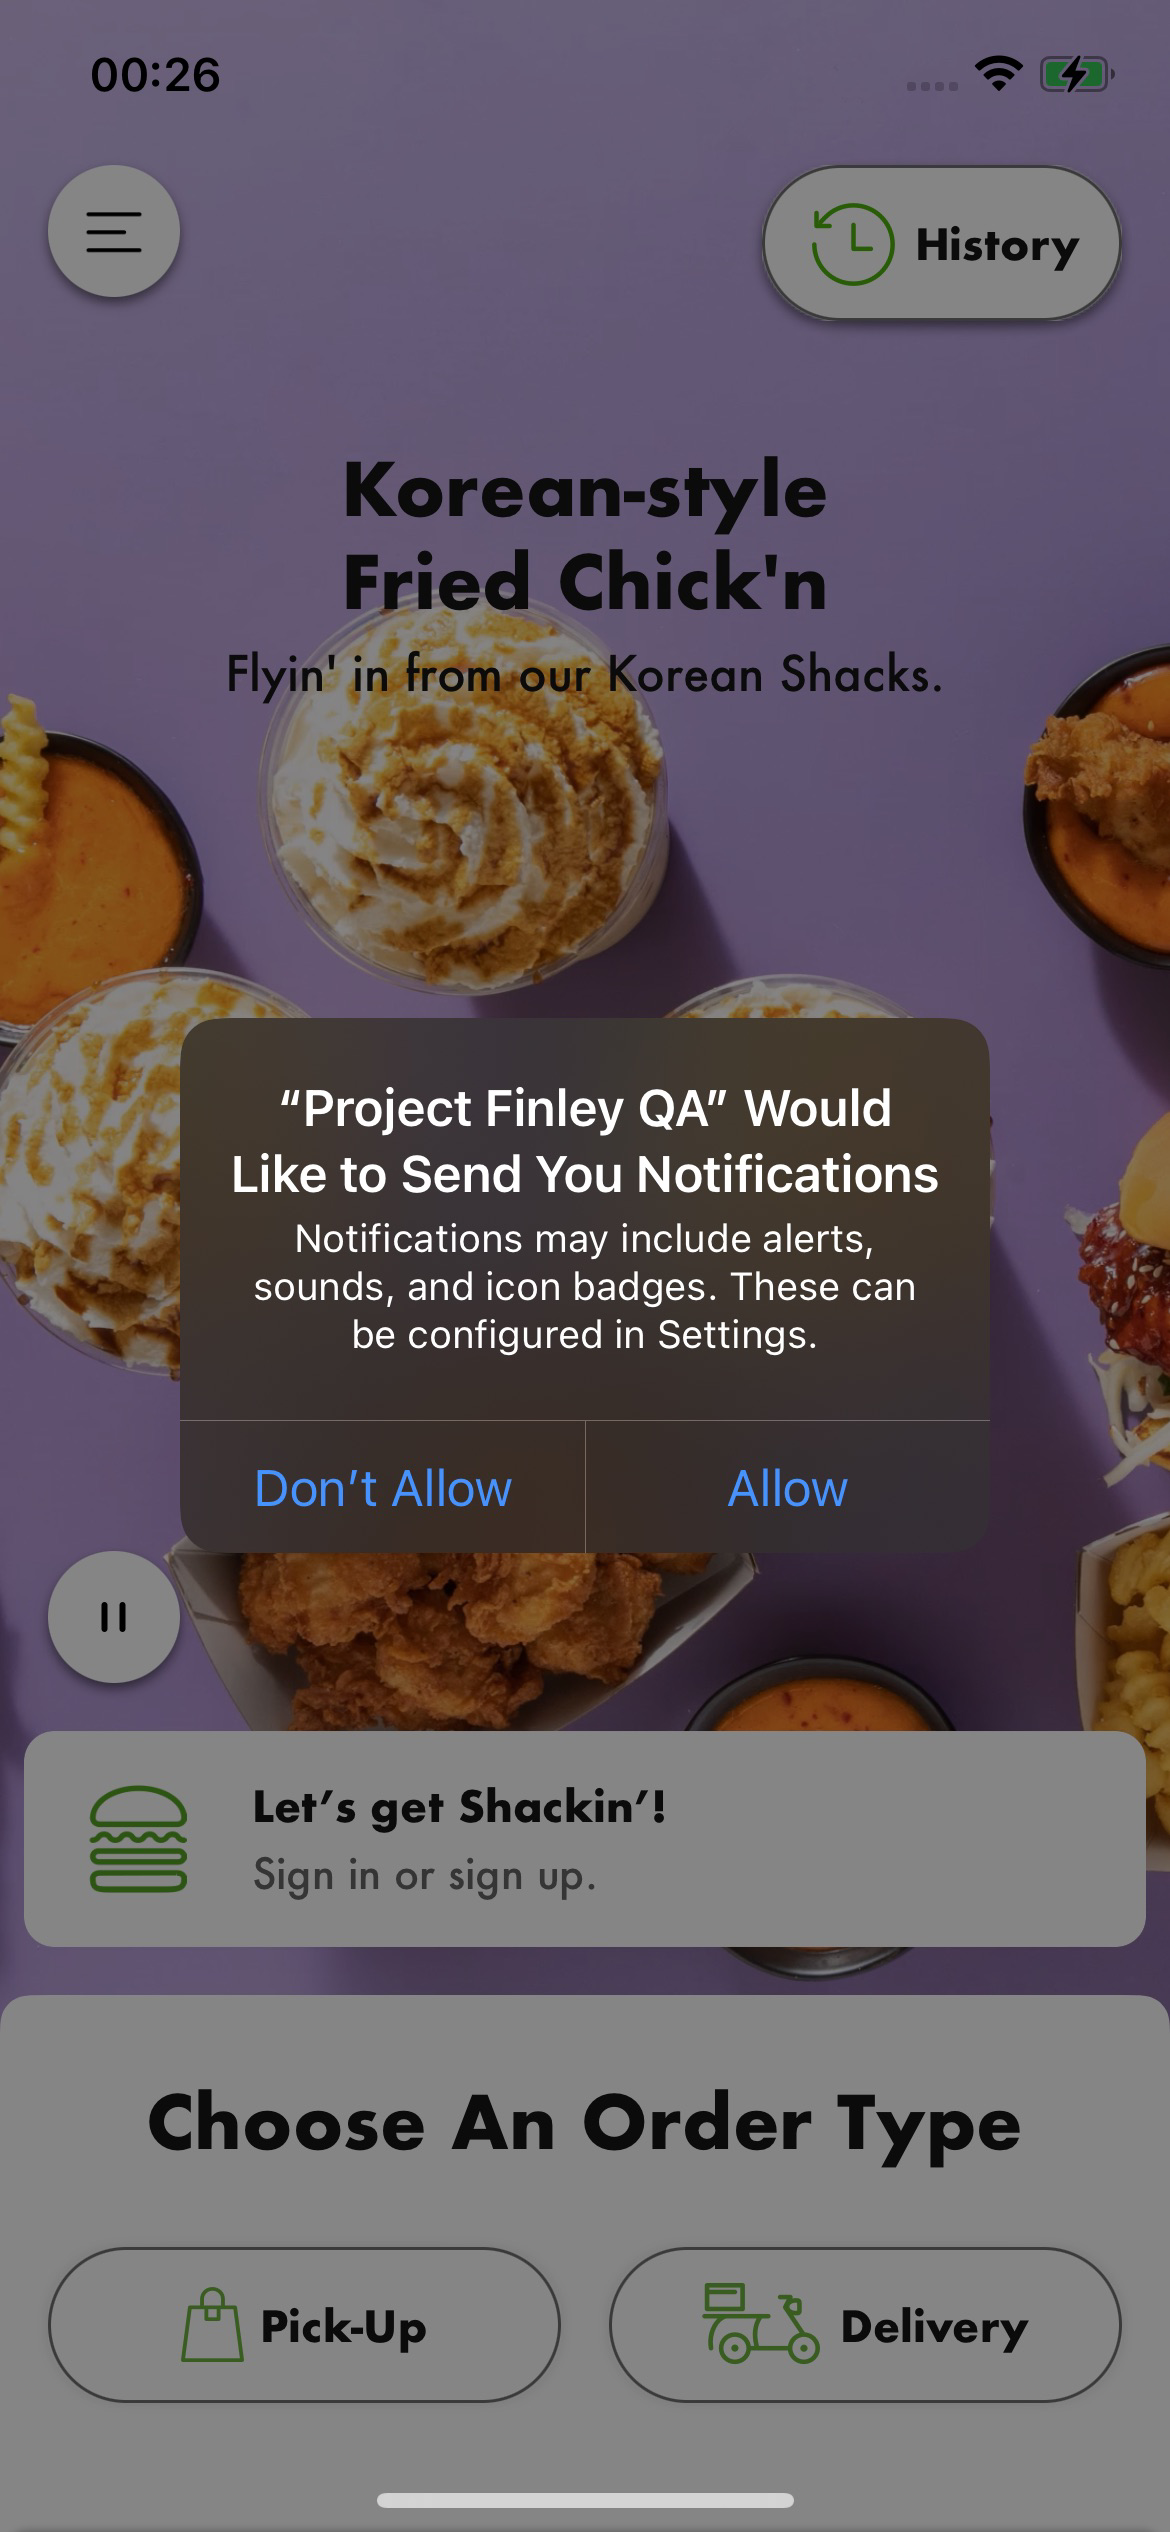 00:26
History
Korean-style
Fried Chick'n
Flyin' in from our Korean Shacks.
“Project Finley QA” Would
Like to Send You Notifications
Notifications may include alerts,
sounds, and icon badges. These can
be configured in Settings.
Don’t Allow
Allow
Let’s get Shackin’!
Sign in or sign up.
Choose An Order Type
Pick-Up
Delivery